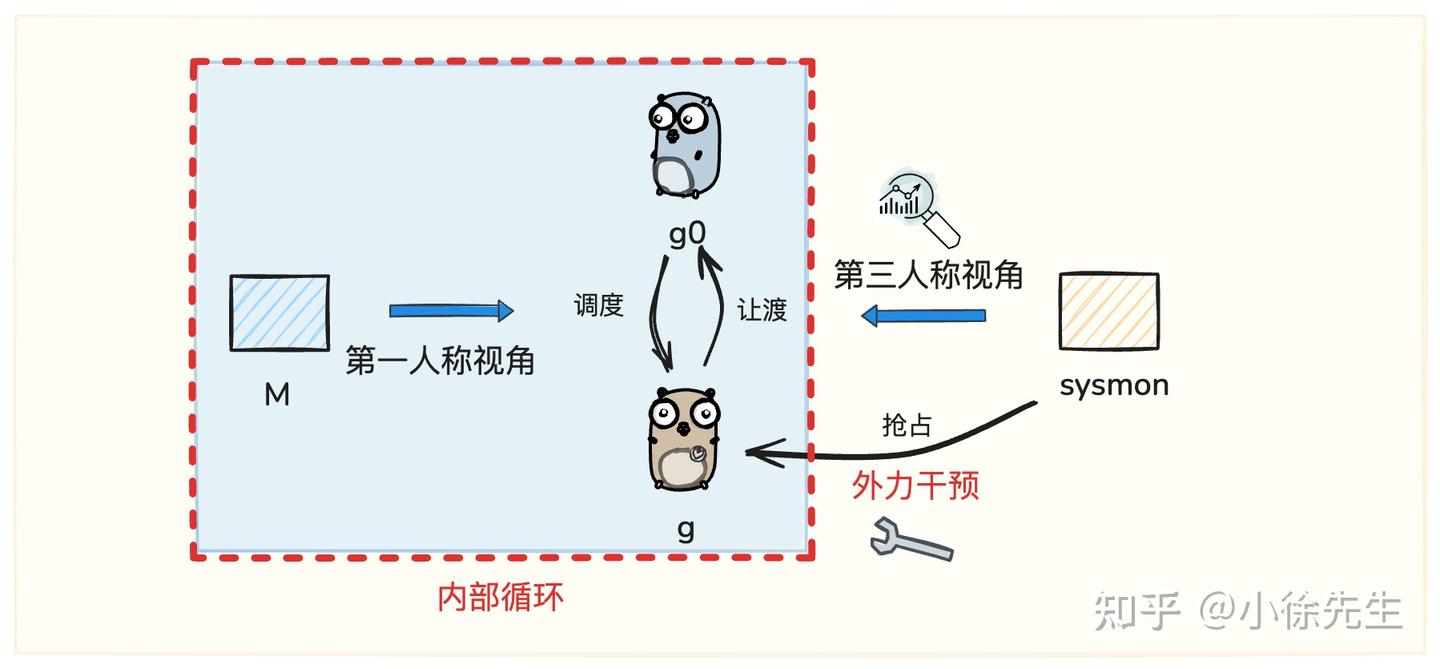 g0
调度
让渡
第一人称视角
M
g
内部循环
第三人称视角
sysmon
抢占
外力干预
知乎 @小徐先生